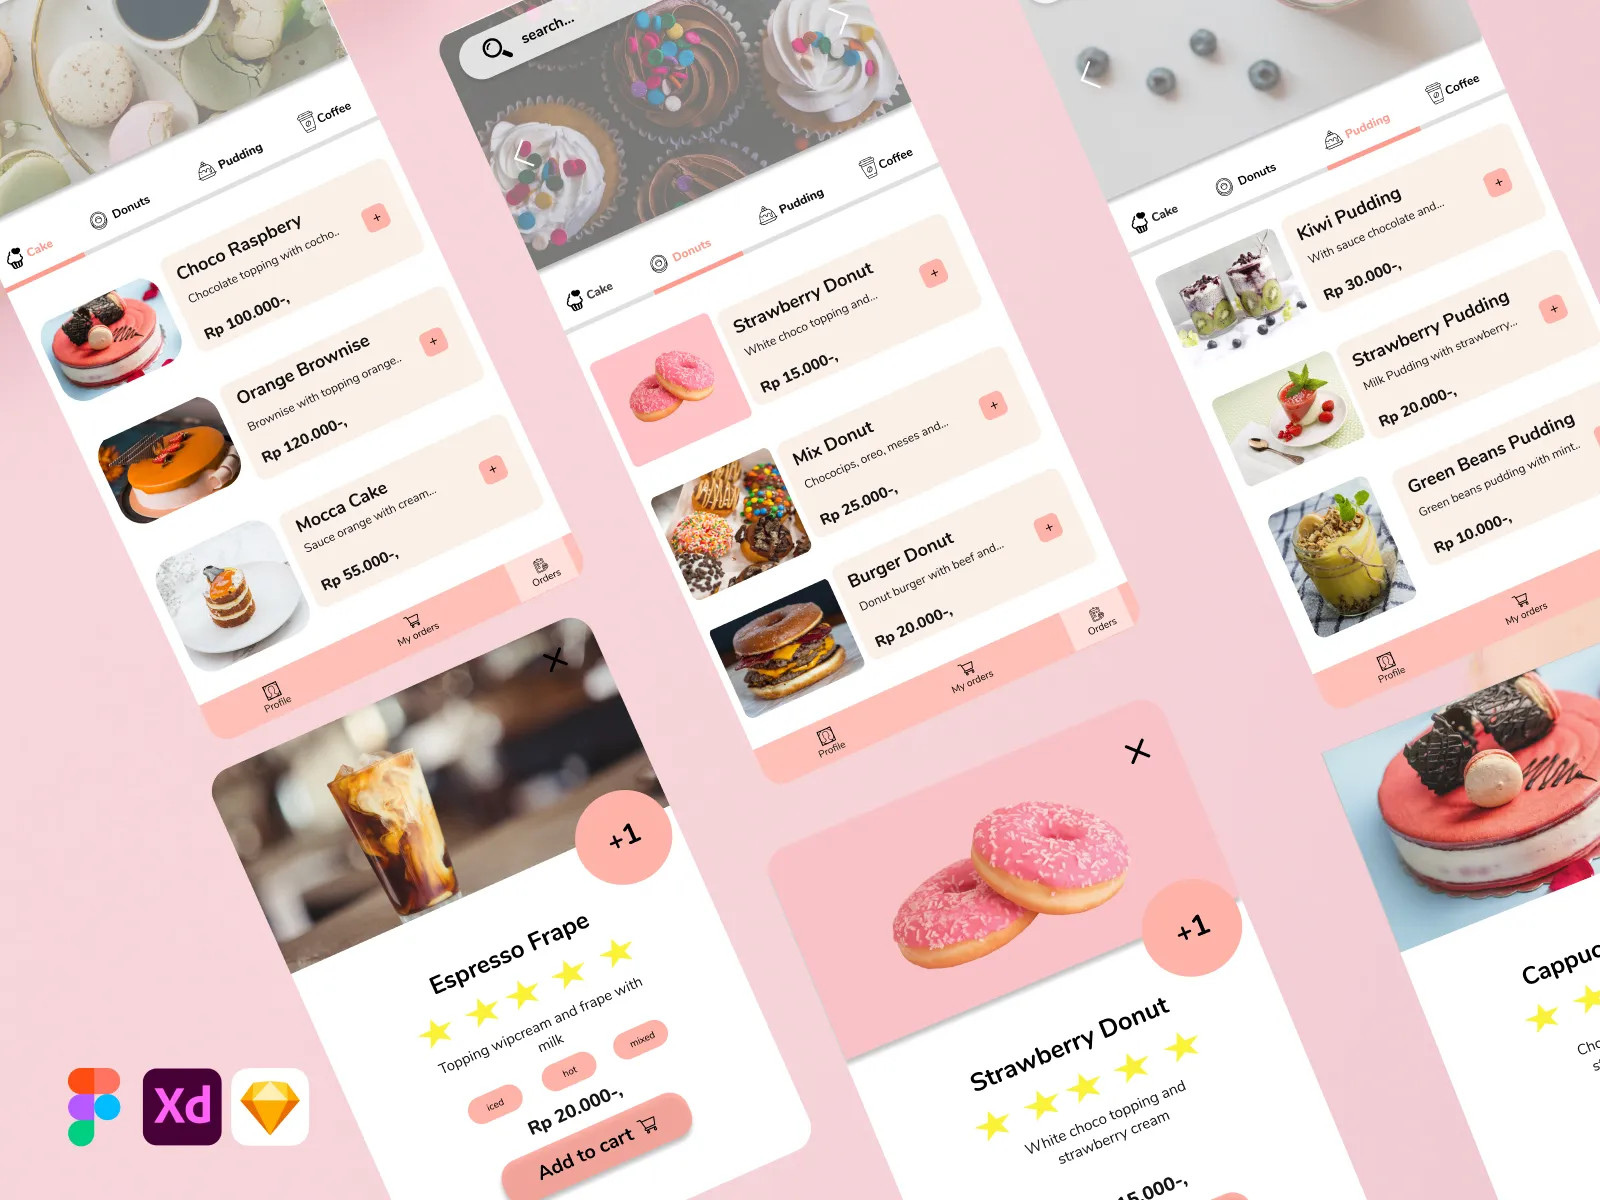 Cake
Donuts
Pudding
Coffee
Choco Raspbery
Chocolate topping with cocho..
Rp 100.000-,
+
Orange Brownise
Brownise with topping orange..
Rp 120.000-,
+
Mocca Cake
Sauce orange with cream...
Rp 55.000-,
+
Profile
My orders
Orders
search...
Cake
Donuts
Pudding
Coffee
Strawberry Donut
White choco topping and...
Rp 15.000-,
+
Mix Donut
Chococips, oreo, meses and...
Rp 25.000-,
+
Burger Donut
Donut burger with beef and...
Rp 20.000-,
+
Profile
My orders
Orders
Cake
Donuts
Pudding
Coffee
Kiwi Pudding
With sauce chocolate and...
Rp 30.000-,
+
Strawberry Pudding
Milk Pudding with strawberry...
Rp 20.000-,
+
Green Beans Pudding
Green beans pudding with mint..
Rp 10.000-,
Profile
My orders
+1
Espresso Frape
Topping wipcream and frape with
milk
iced
hot
mixed
Rp 20.000-,
Add to cart
+1
Strawberry Donut
White choco topping and
strawberry cream
15.000-,
Cappuc
Xd